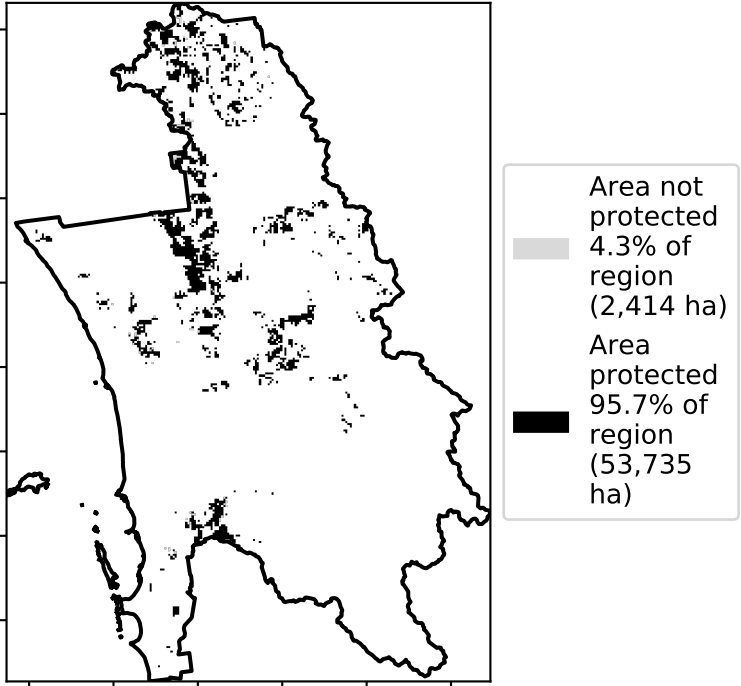 Area not
protected
4.3% of
region
(2,414 ha)
Area
protected
95.7% of
region
(53,735
ha)